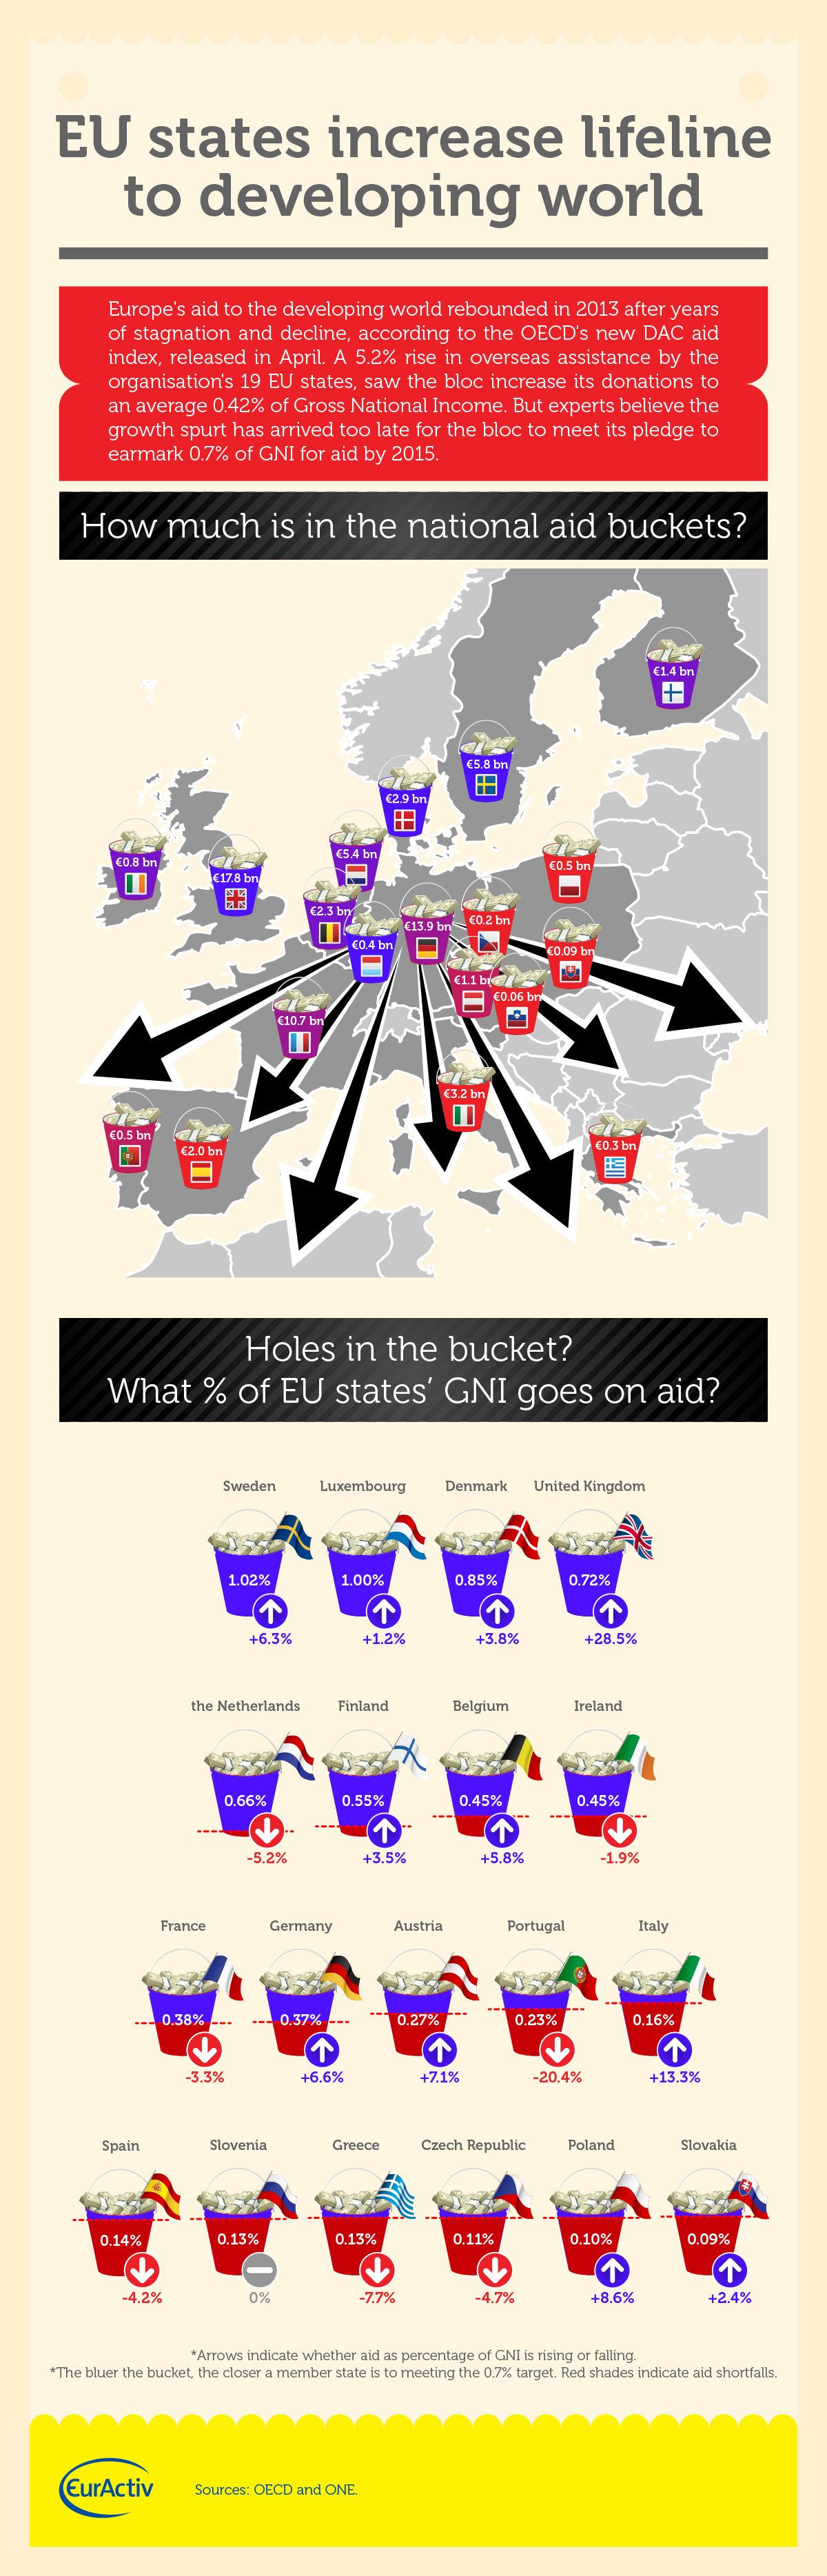 EU states increase lifeline
to developing world
Europe's aid to the developing world rebounded in 2013 after years
of stagnation and decline, according to the OECD's new DAC aid
index, released in April. A 5.2% rise in overseas assistance by the
organisation's 19 EU states, saw the bloc increase its donations to
an average 0.42% of Gross National Income. But experts believe the
growth spurt has arrived too late for the bloc to meet its pledge to
earmark 0.7% of GNI for aid by 2015.
How much is in the national aid buckets?
€1.4 bn
€5.8 bn
€2.9 bn
€5.4 bn
€0.8 bn
€17.8 bn
€0.5 bn
€2.3 bn
€0.2 bn
€13.9 bn
€0.4 bn
€0.09 bn
€1.1 bn
€0.06 bn
€10.7 bn
€3.2 bn
€0.5 bn
€2.0 bn
€0.3 bn
Holes in the bucket?
What % of EU states’ GNI goes on aid?
Sweden Luxembourg Denmark United Kingdom
1.02% 1.00% 0.85% 0.72%
+6.3% +1.2% +3.8% +28.5%
the Netherlands Finland Belgium Ireland
0.66% 0.55% 0.45% 0.45%
-5.2% +3.5% +5.8% -1.9%
France Germany Austria Portugal Italy
0.38% 0.37% 0.27% 0.23% 0.16%
-3.3% +6.6% +7.1% -20.4% +13.3%
Spain Slovenia Greece Czech Republic Poland Slovakia
0.14% 0.13% 0.13% 0.11% 0.10% 0.09%
-4.2% 0% -7.7% -4.7% +8.6% +2.4%
*Arrows indicate whether aid as percentage of GNI is rising or falling.
*The bluer the bucket, the closer a member state is to meeting the 0.7% target. Red shades indicate aid shortfalls.
EurActiv
Sources: OECD and ONE.